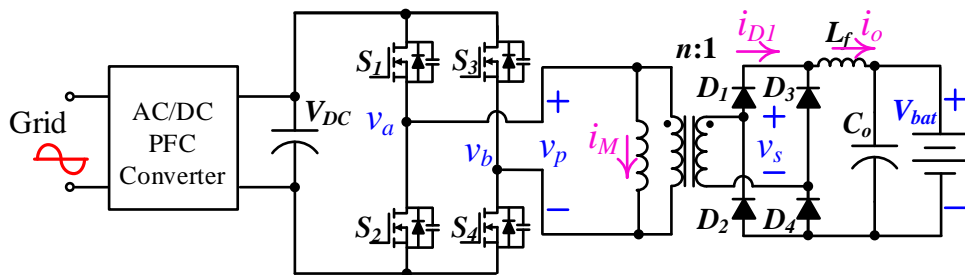 Grid
AC/DC
PFC
Converter
V_DC
S_1
S_3
S_2
S_4
v_a
v_b
+
v_p
−
i_M
n:1
i_D1
L_f
i_o
D_1
D_3
+
v_s
−
D_2
D_4
C_o
+
V_bat
−